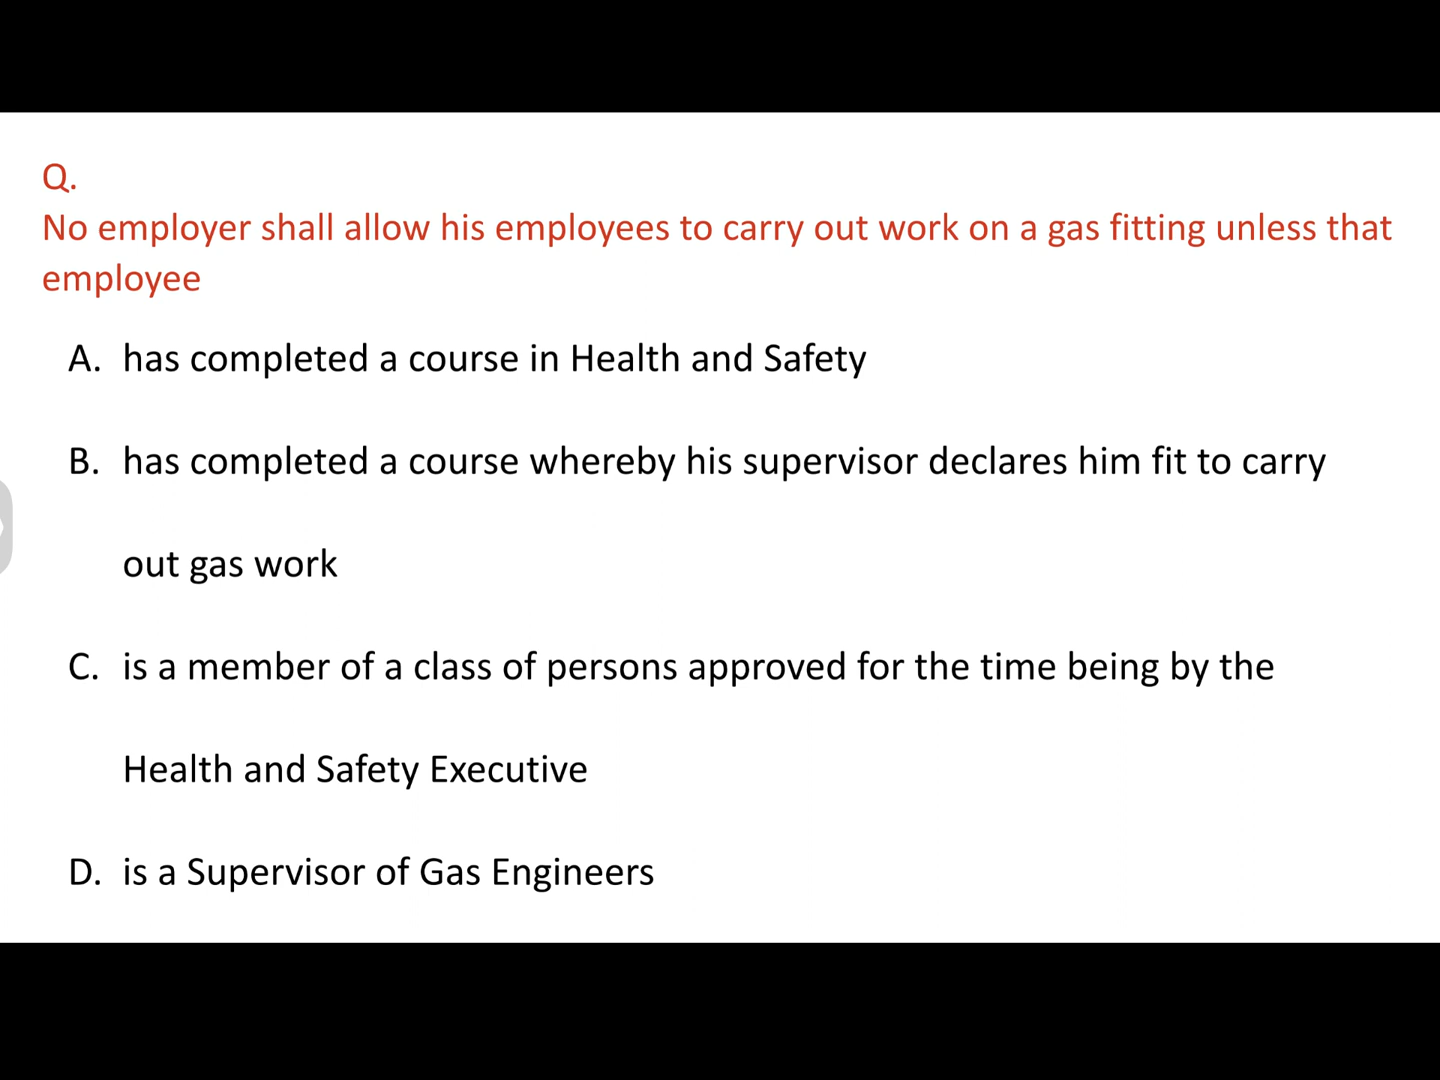 Q.
No employer shall allow his employees to carry out work on a gas fitting unless that
employee
A. has completed a course in Health and Safety
B. has completed a course whereby his supervisor declares him fit to carry
out gas work
C. is a member of a class of persons approved for the time being by the
Health and Safety Executive
D. is a Supervisor of Gas Engineers